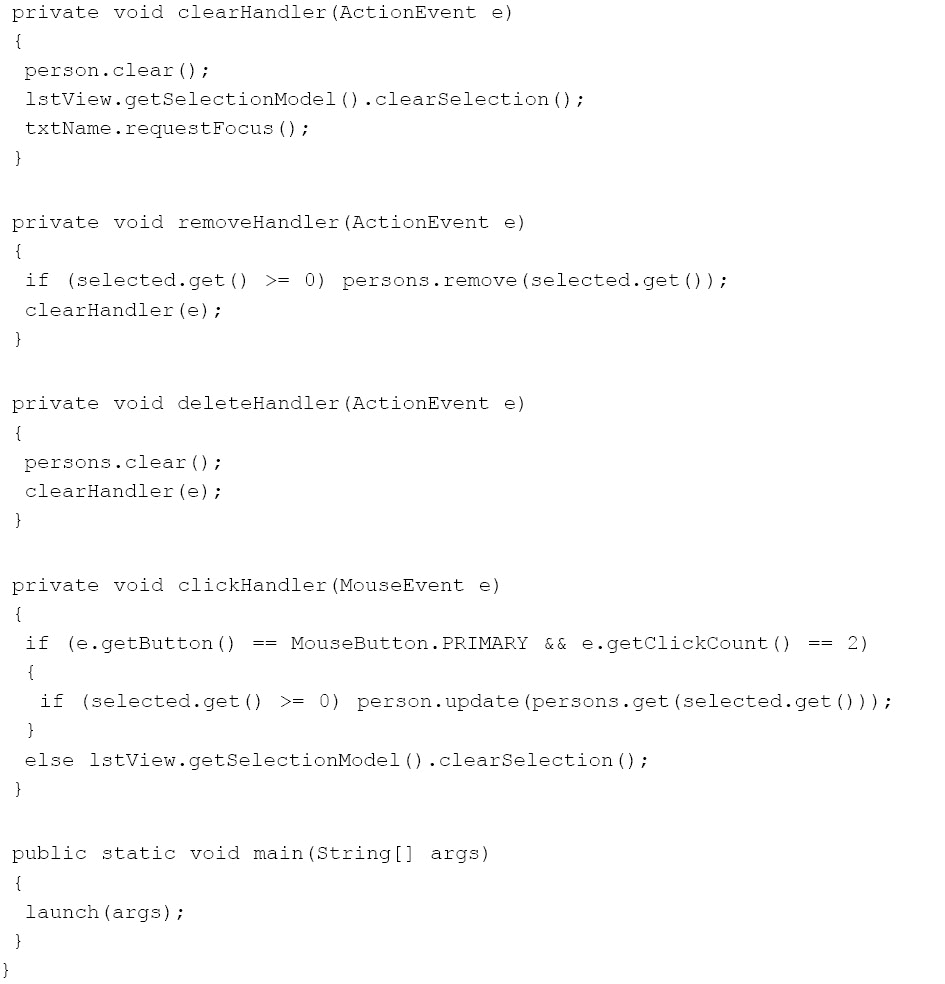 private void clearHandler(ActionEvent e)
{
person.clear();
lstView.getSelectionModel().clearSelection();
txtName.requestFocus();
}
private void removeHandler(ActionEvent e)
{
if (selected.get() >= 0) persons.remove(selected.get());
clearHandler(e);
}
private void deleteHandler(ActionEvent e)
{
persons.clear();
clearHandler(e);
}
private void clickHandler(MouseEvent e)
{
if (e.getButton() == MouseButton.PRIMARY && e.getClickCount() == 2)
{
if (selected.get() >= 0) person.update(persons.get(selected.get()));
}
else lstView.getSelectionModel().clearSelection();
}
public static void main(String[] args)
{
launch(args);
}
}